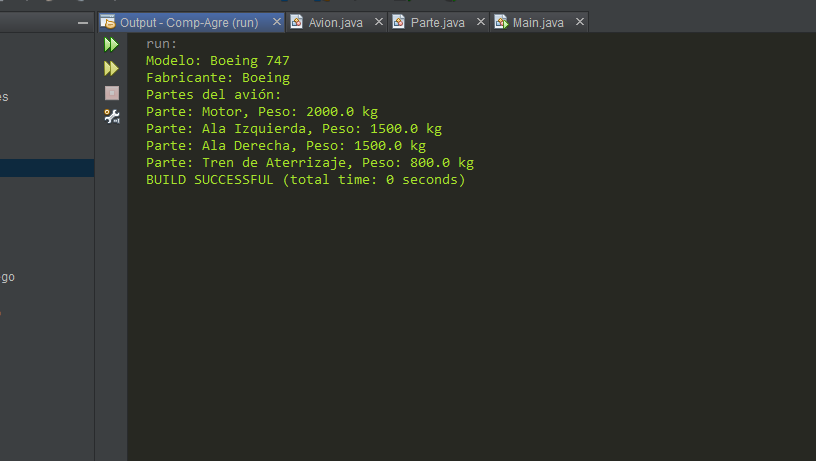 Output - Comp-Agre (run)
Avion.java
Parte.java
Main.java
run:
Modelo: Boeing 747
Fabricante: Boeing
Partes del avión:
Parte: Motor, Peso: 2000.0 kg
Parte: Ala Izquierda, Peso: 1500.0 kg
Parte: Ala Derecha, Peso: 1500.0 kg
Parte: Tren de Aterrizaje, Peso: 800.0 kg
BUILD SUCCESSFUL (total time: 0 seconds)
es
go